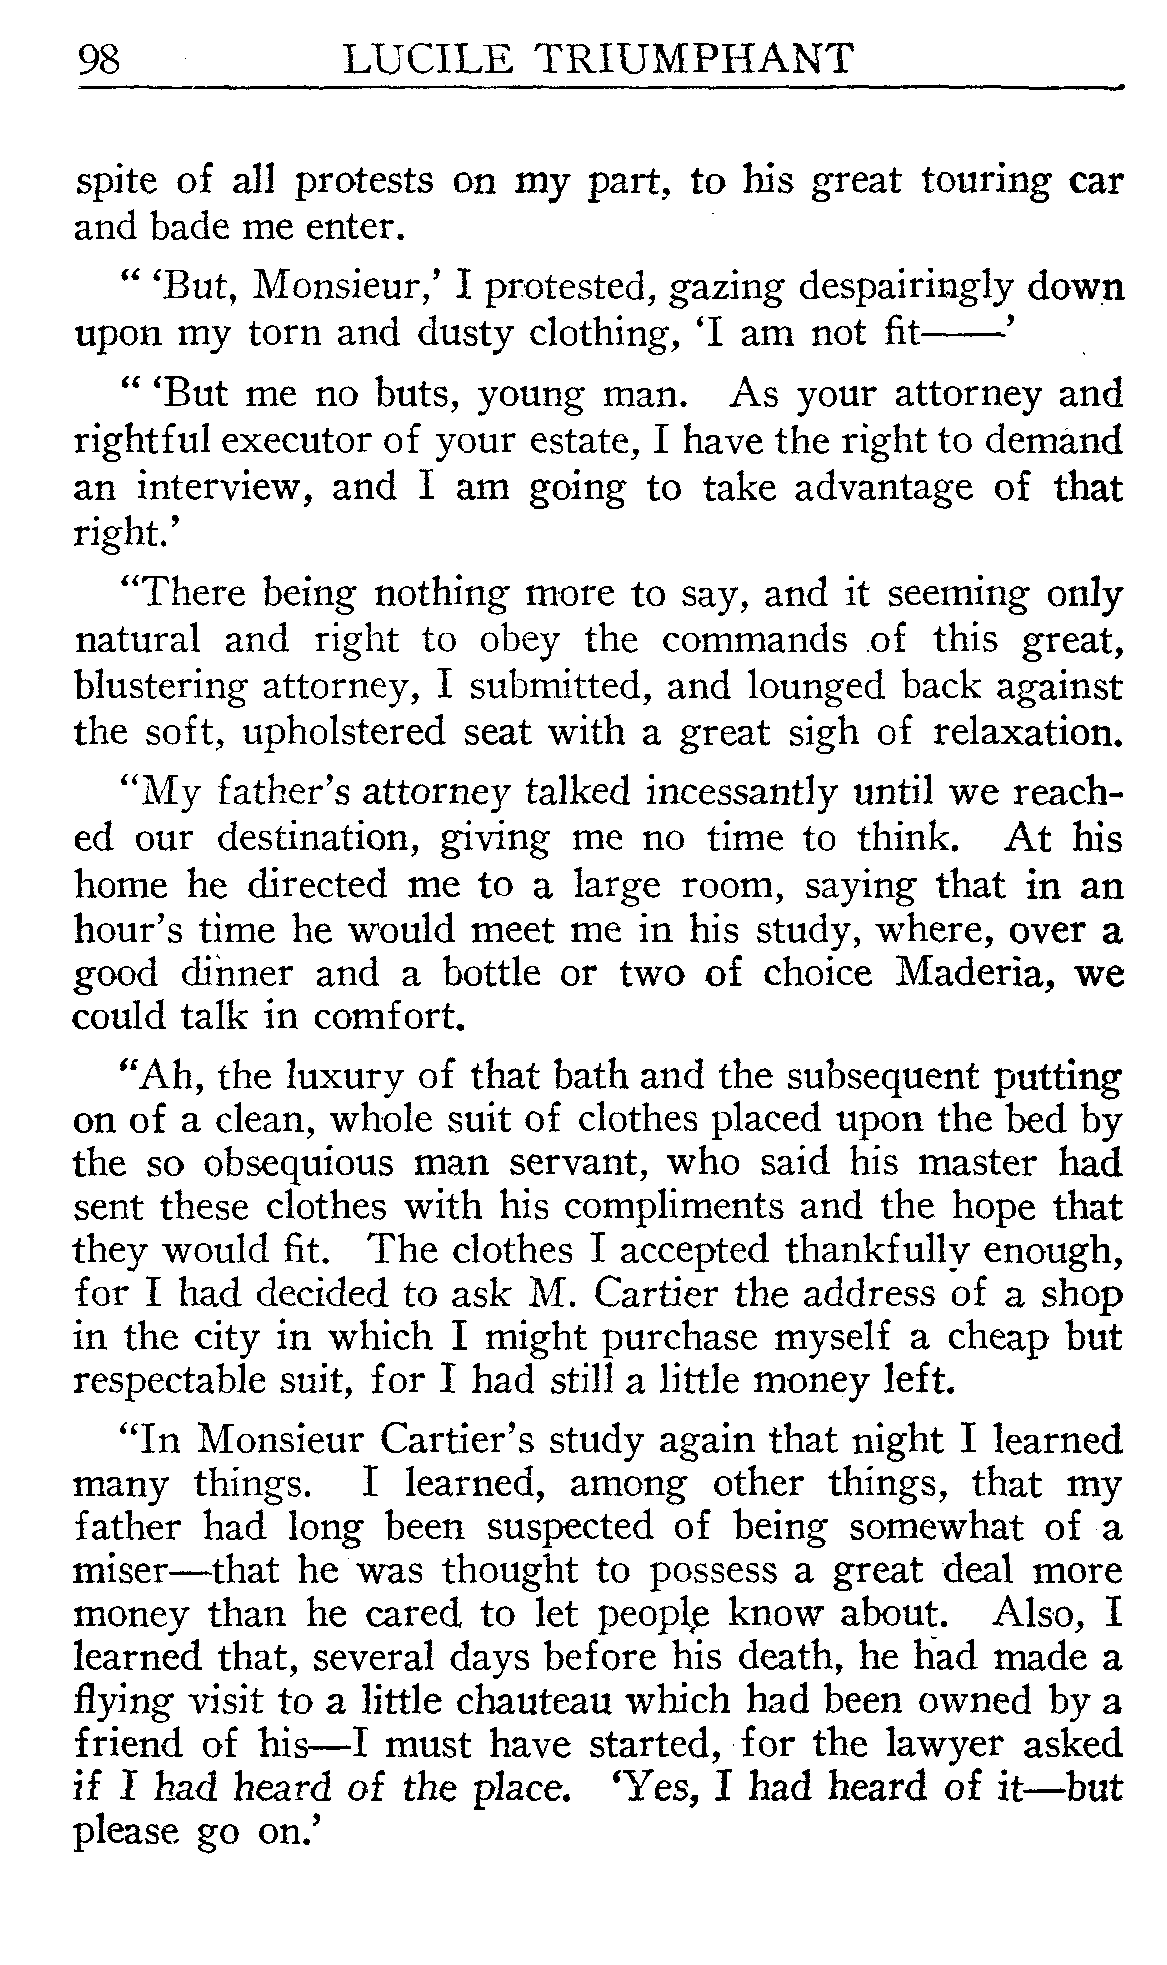 98 LUCILE TRIUMPHANT
spite of all protests on my part, to his great touring car
and bade me enter.
“ ‘But, Monsieur,’ I protested, gazing despairingly down
upon my torn and dusty clothing, ‘I am not fit——’
“ ‘But me no buts, young man. As your attorney and
rightful executor of your estate, I have the right to demand
an interview, and I am going to take advantage of that
right.’
“There being nothing more to say, and it seeming only
natural and right to obey the commands of this great,
blustering attorney, I submitted, and lounged back against
the soft, upholstered seat with a great sigh of relaxation.
“My father’s attorney talked incessantly until we reach-
ed our destination, giving me no time to think. At his
home he directed me to a large room, saying that in an
hour’s time he would meet me in his study, where, over a
good dinner and a bottle or two of choice Maderia, we
could talk in comfort.
“Ah, the luxury of that bath and the subsequent putting
on of a clean, whole suit of clothes placed upon the bed by
the so obsequious man servant, who said his master had
sent these clothes with his compliments and the hope that
they would fit. The clothes I accepted thankfully enough,
for I had decided to ask M. Cartier the address of a shop
in the city in which I might purchase myself a cheap but
respectable suit, for I had still a little money left.
“In Monsieur Cartier’s study again that night I learned
many things. I learned, among other things, that my
father had long been suspected of being somewhat of a
miser—that he was thought to possess a great deal more
money than he cared to let people know about. Also, I
learned that, several days before his death, he had made a
flying visit to a little chauteau which had been owned by a
friend of his—I must have started, for the lawyer asked
if I had heard of the place. ‘Yes, I had heard of it—but
please go on.’